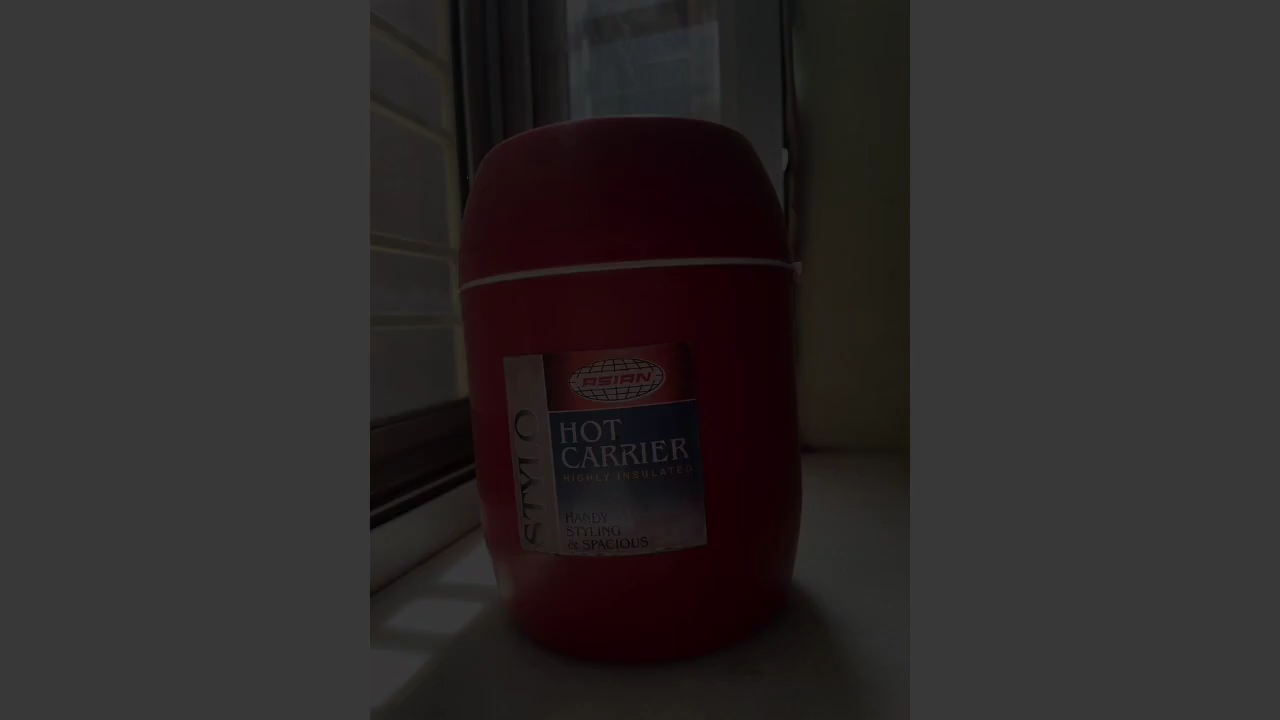 ASIAN
STYLO
HOT
CARRIER
HIGHLY INSULATED
HANDY
STYLING
& SPACIOUS